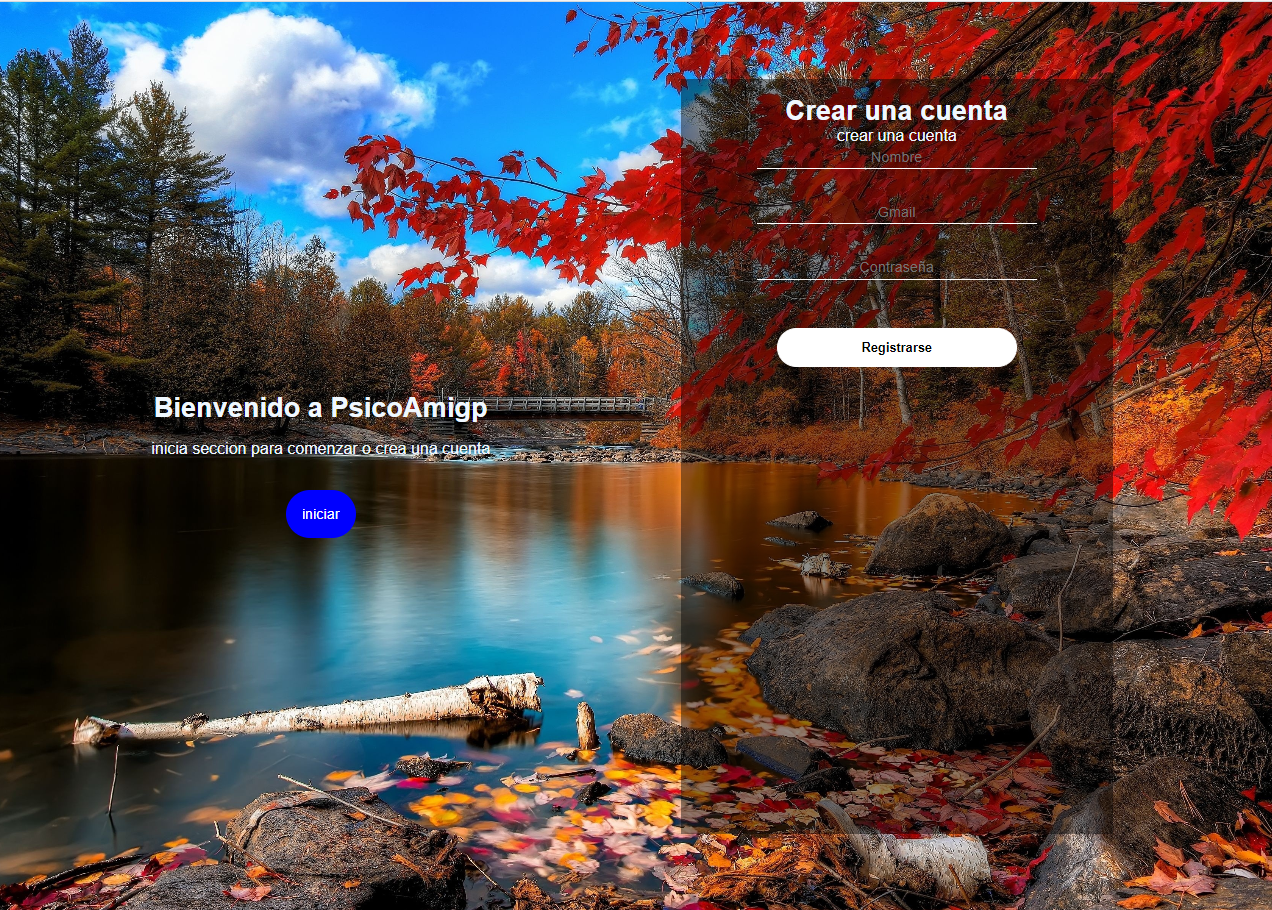 Crear una cuenta
crear una cuenta
Nombre
Gmail
Contraseña
Registrarse
Bienvenido a PsicoAmigp
inicia seccion para comenzar o crea una cuenta
iniciar